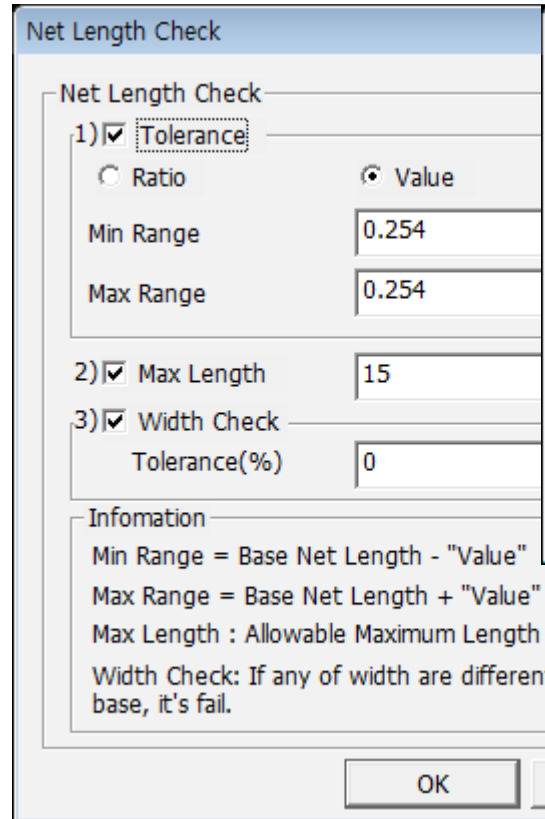 Net Length Check
Net Length Check
1) Tolerance
Ratio Value
Min Range 0.254
Max Range 0.254
2) Max Length 15
3) Width Check
Tolerance(%) 0
Infomation
Min Range = Base Net Length - "Value"
Max Range = Base Net Length + "Value"
Max Length : Allowable Maximum Length
Width Check: If any of width are differen
base, it's fail.
OK